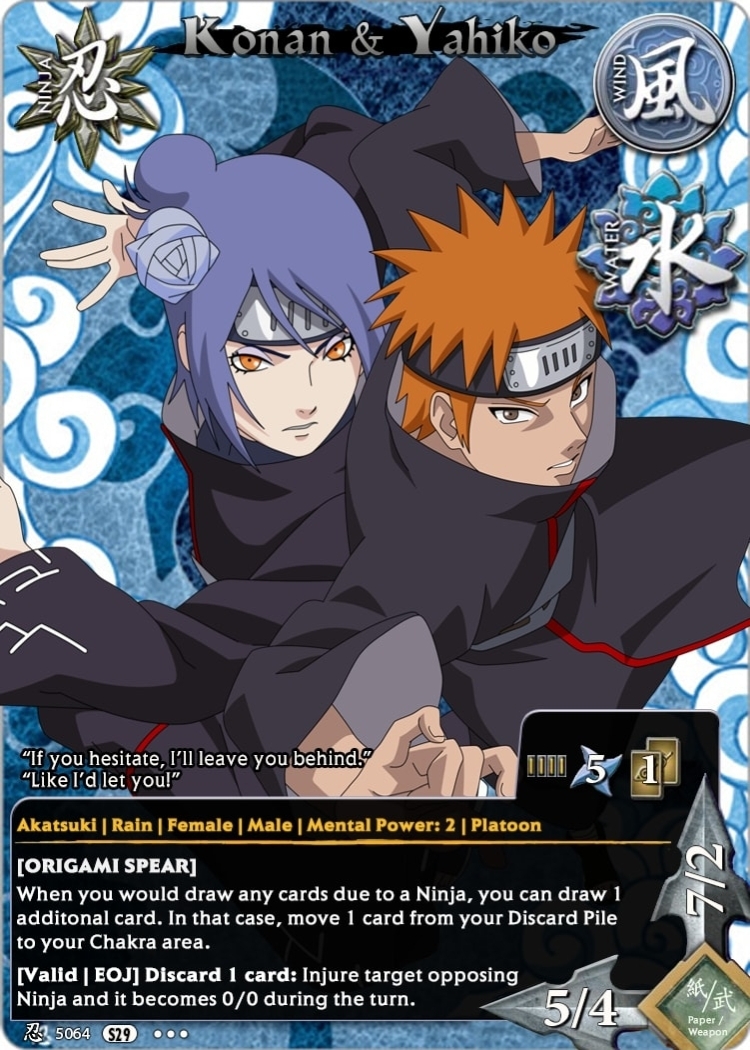 Konan & Yahiko
NINJA
忍
WIND
風
WATER
水
“If you hesitate, I’ll leave you behind.”
“Like I’d let you!”
5
1
Akatsuki | Rain | Female | Male | Mental Power: 2 | Platoon
[ORIGAMI SPEAR]
When you would draw any cards due to a Ninja, you can draw 1
additonal card. In that case, move 1 card from your Discard Pile
to your Chakra area.
[Valid | EOJ] Discard 1 card: Injure target opposing
Ninja and it becomes 0/0 during the turn.
7/2
5/4
紙/武
Paper /
Weapon
忍 5064 S29 •••